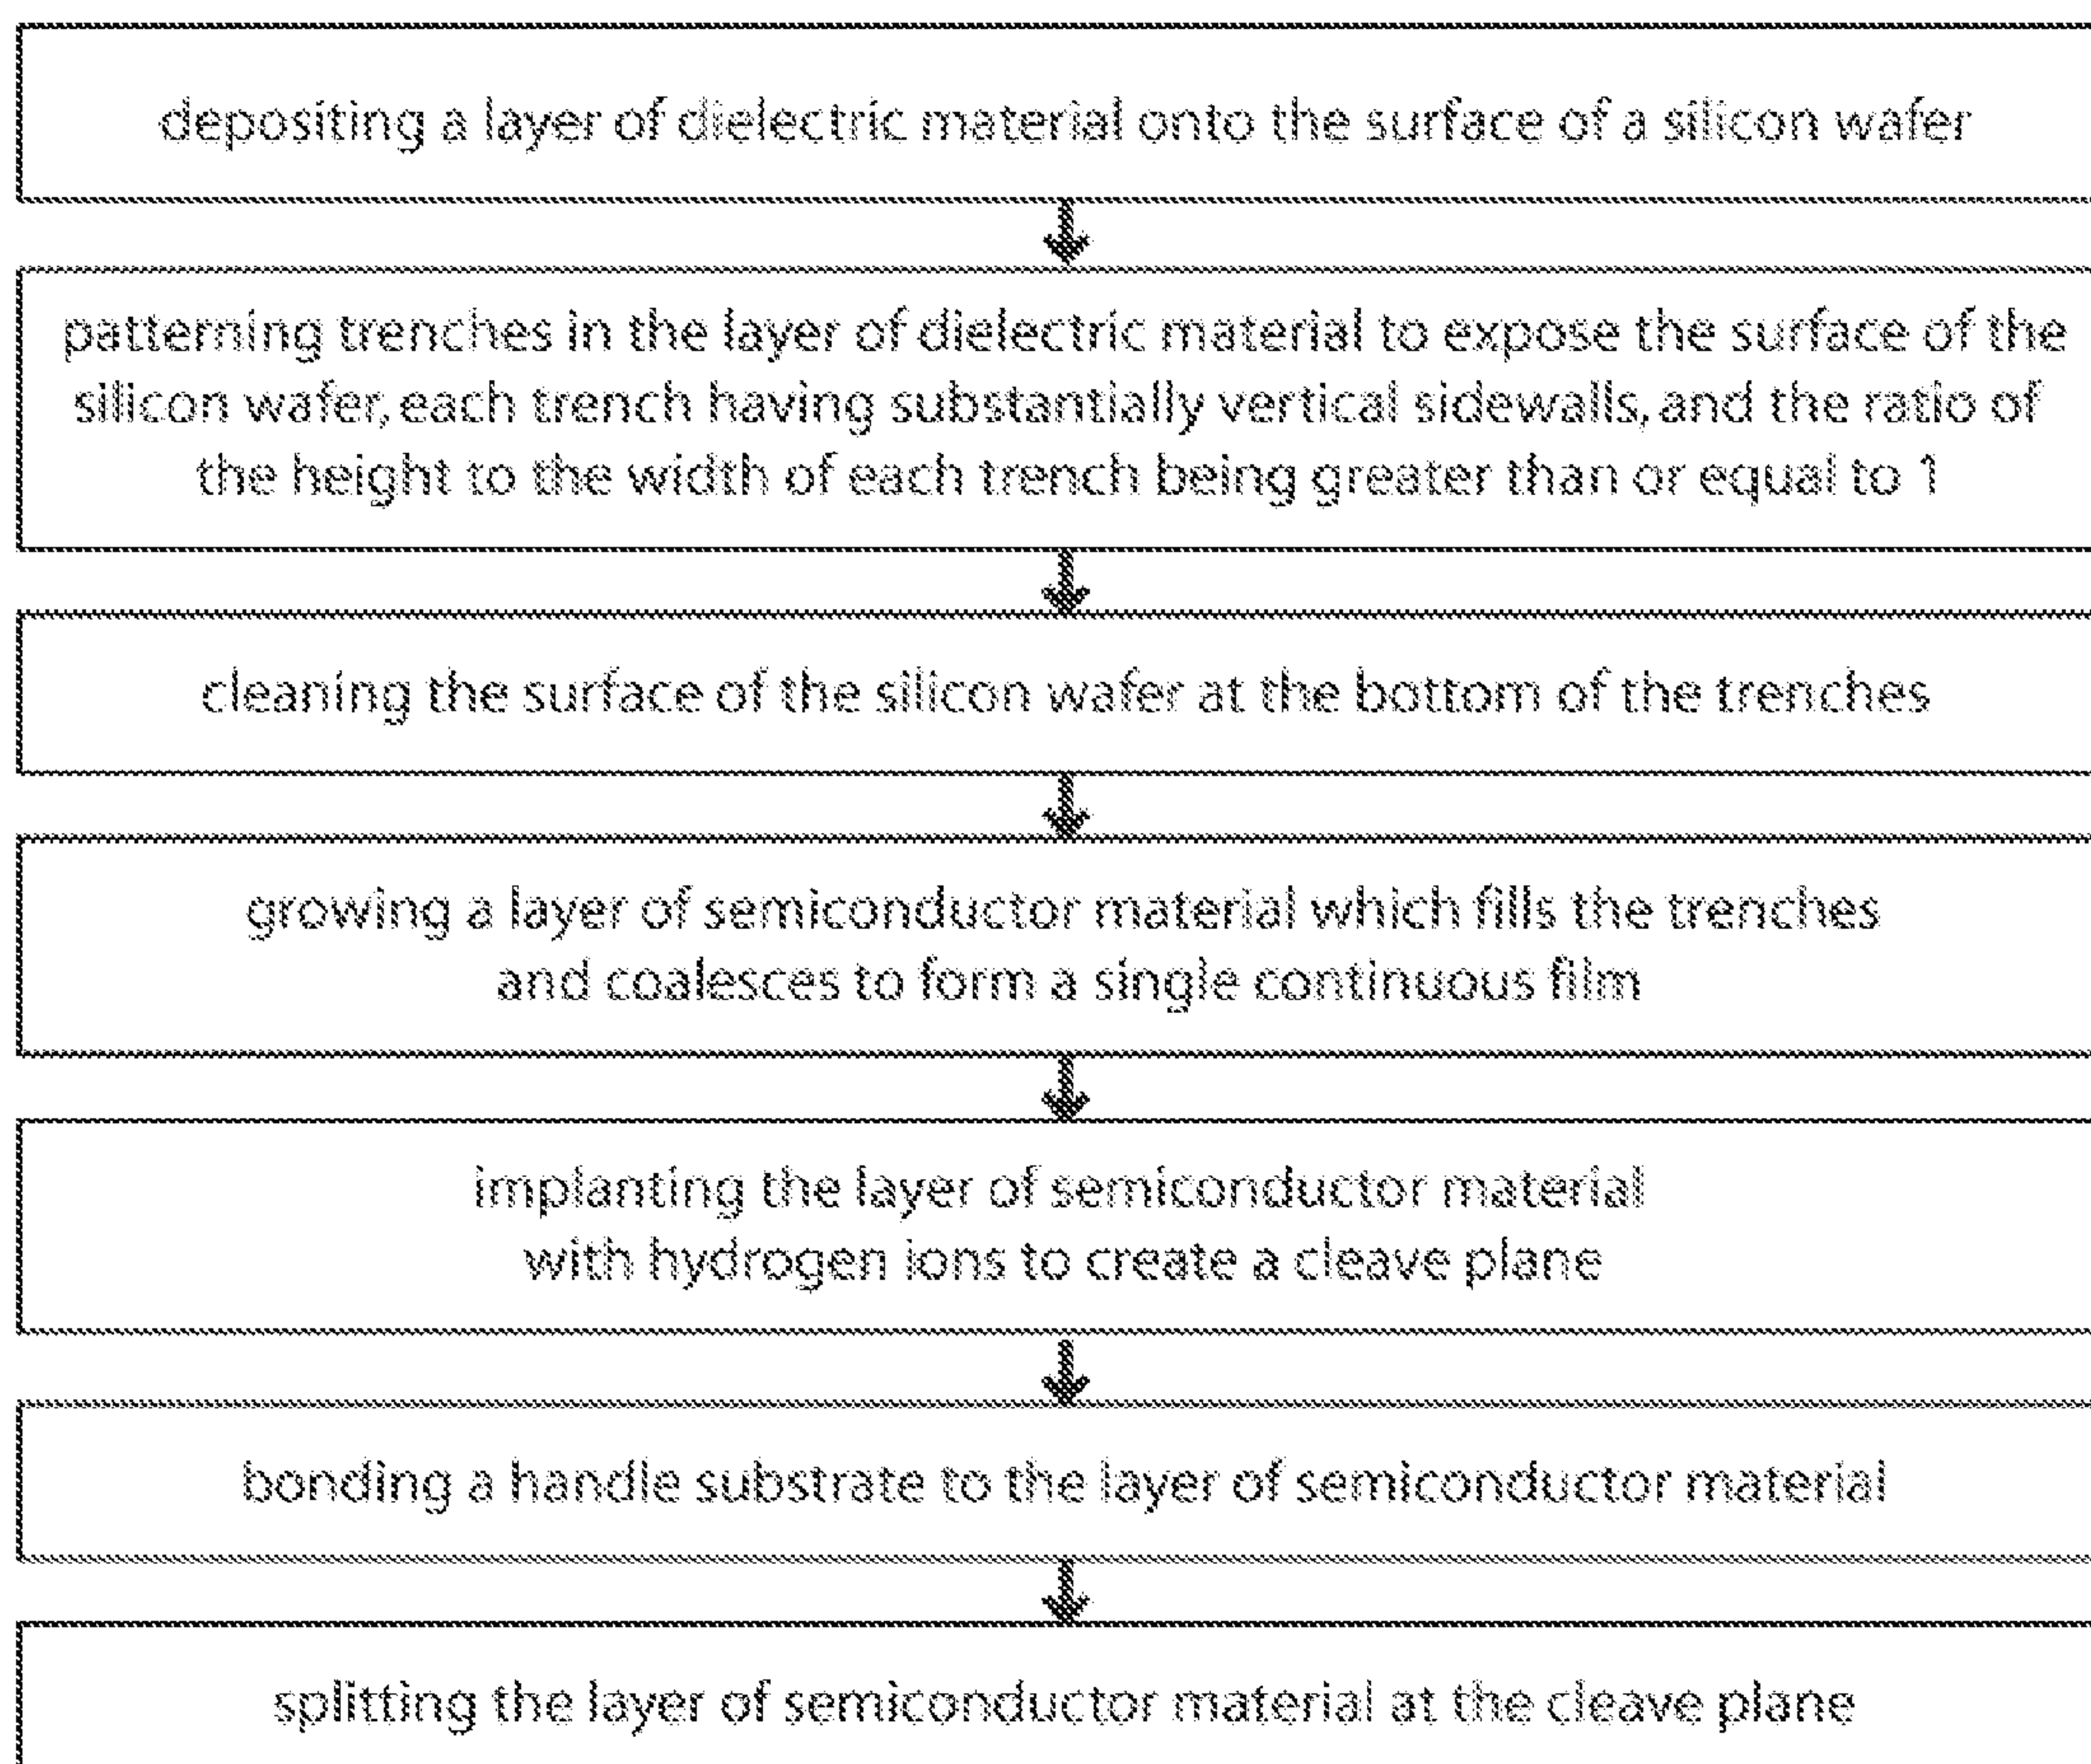 depositing a layer of dielectric material onto the surface of a silicon wafer
patterning trenches in the layer of dielectric material to expose the surface of the
silicon wafer, each trench having substantially vertical sidewalls, and the ratio of
the height to the width of each trench being greater than or equal to 1
cleaning the surface of the silicon wafer at the bottom of the trenches
growing a layer of semiconductor material which fills the trenches
and coalesces to form a single continuous film
implanting the layer of semiconductor material
with hydrogen ions to create a cleave plane
bonding a handle substrate to the layer of semiconductor material
splitting the layer of semiconductor material at the cleave plane